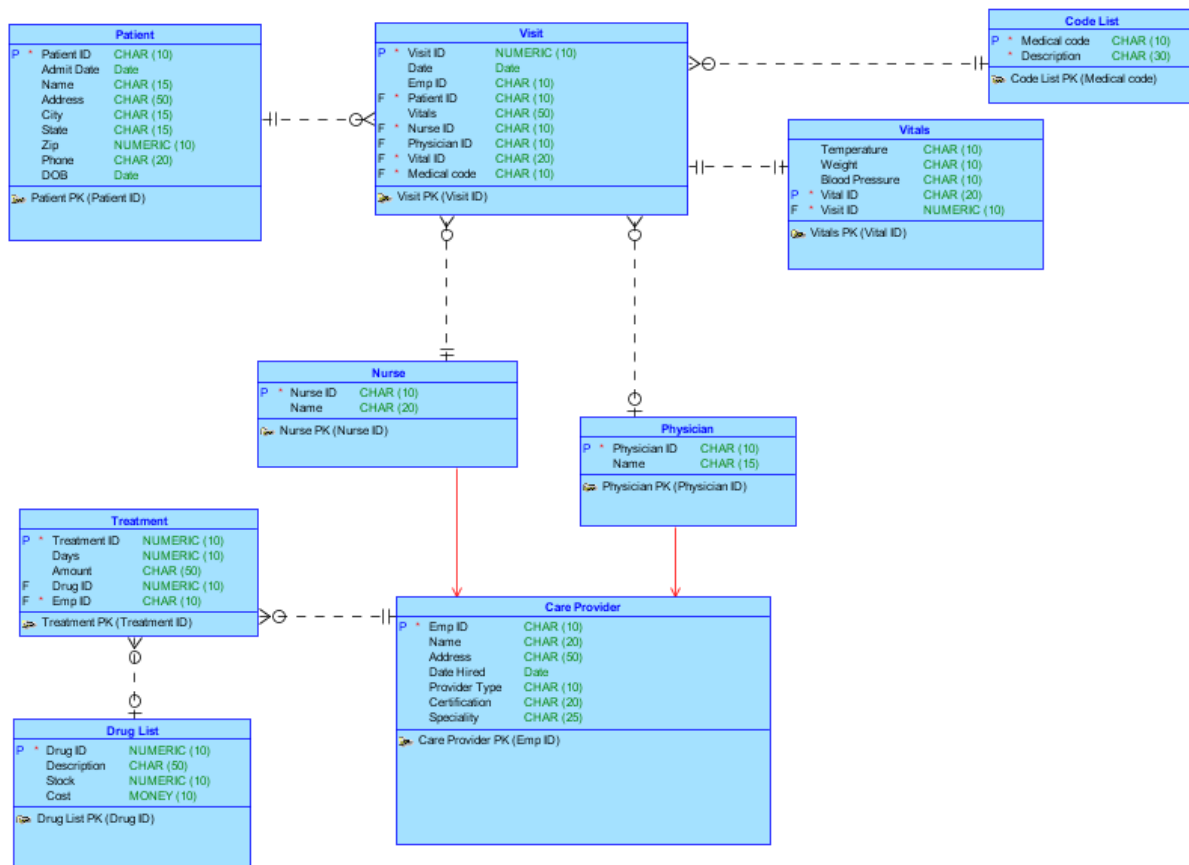 Patient
P * Patient ID CHAR (10)
Admit Date Date
Name CHAR (15)
Address CHAR (50)
City CHAR (15)
State CHAR (15)
Zip NUMERIC (10)
Phone CHAR (20)
DOB Date
Patient PK (Patient ID)
Visit
P * Visit ID NUMERIC (10)
Date Date
Emp ID CHAR (10)
F * Patient ID CHAR (10)
Vitals CHAR (50)
F * Nurse ID CHAR (10)
F Physician ID CHAR (10)
F * Vital ID CHAR (20)
F * Medical code CHAR (10)
Visit PK (Visit ID)
Code List
P * Medical code CHAR (10)
* Description CHAR (30)
Code List PK (Medical code)
Vitals
Temperature CHAR (10)
Weight CHAR (10)
Blood Pressure CHAR (10)
P * Vital ID CHAR (20)
F * Visit ID NUMERIC (10)
Vitals PK (Vital ID)
Nurse
P * Nurse ID CHAR (10)
Name CHAR (20)
Nurse PK (Nurse ID)
Physician
P * Physician ID CHAR (10)
Name CHAR (15)
Physician PK (Physician ID)
Treatment
P * Treatment ID NUMERIC (10)
Days NUMERIC (10)
Amount CHAR (50)
F Drug ID NUMERIC (10)
F * Emp ID CHAR (10)
Treatment PK (Treatment ID)
Care Provider
P * Emp ID CHAR (10)
Name CHAR (20)
Address CHAR (50)
Date Hired Date
Provider Type CHAR (10)
Certification CHAR (20)
Speciality CHAR (25)
Care Provider PK (Emp ID)
Drug List
P * Drug ID NUMERIC (10)
Description CHAR (50)
Stock NUMERIC (10)
Cost MONEY (10)
Drug List PK (Drug ID)